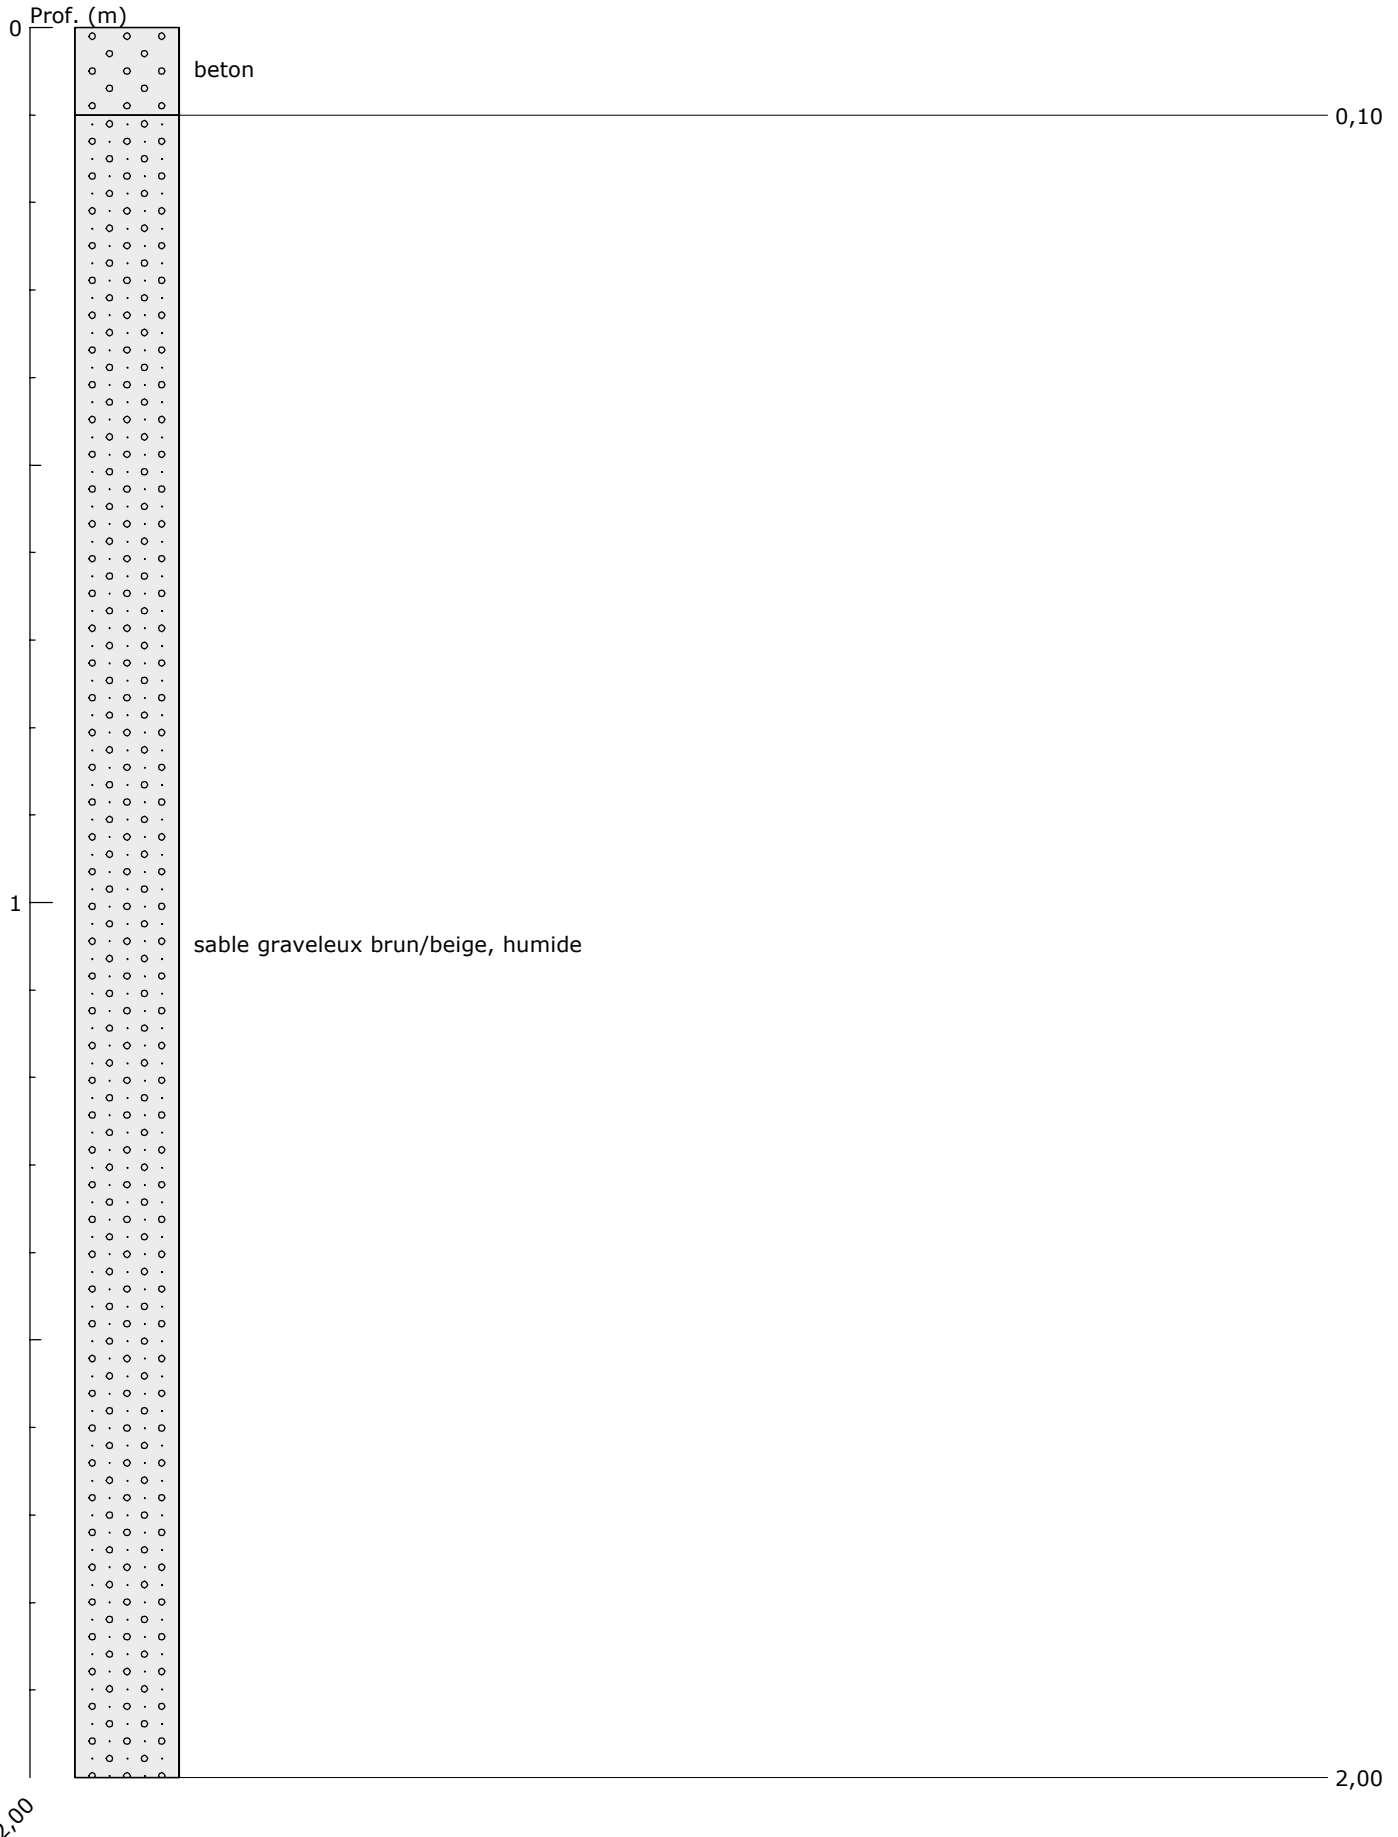 Prof. (m)
0
beton
0,10
1
sable graveleux brun/beige, humide
2,00
2,00